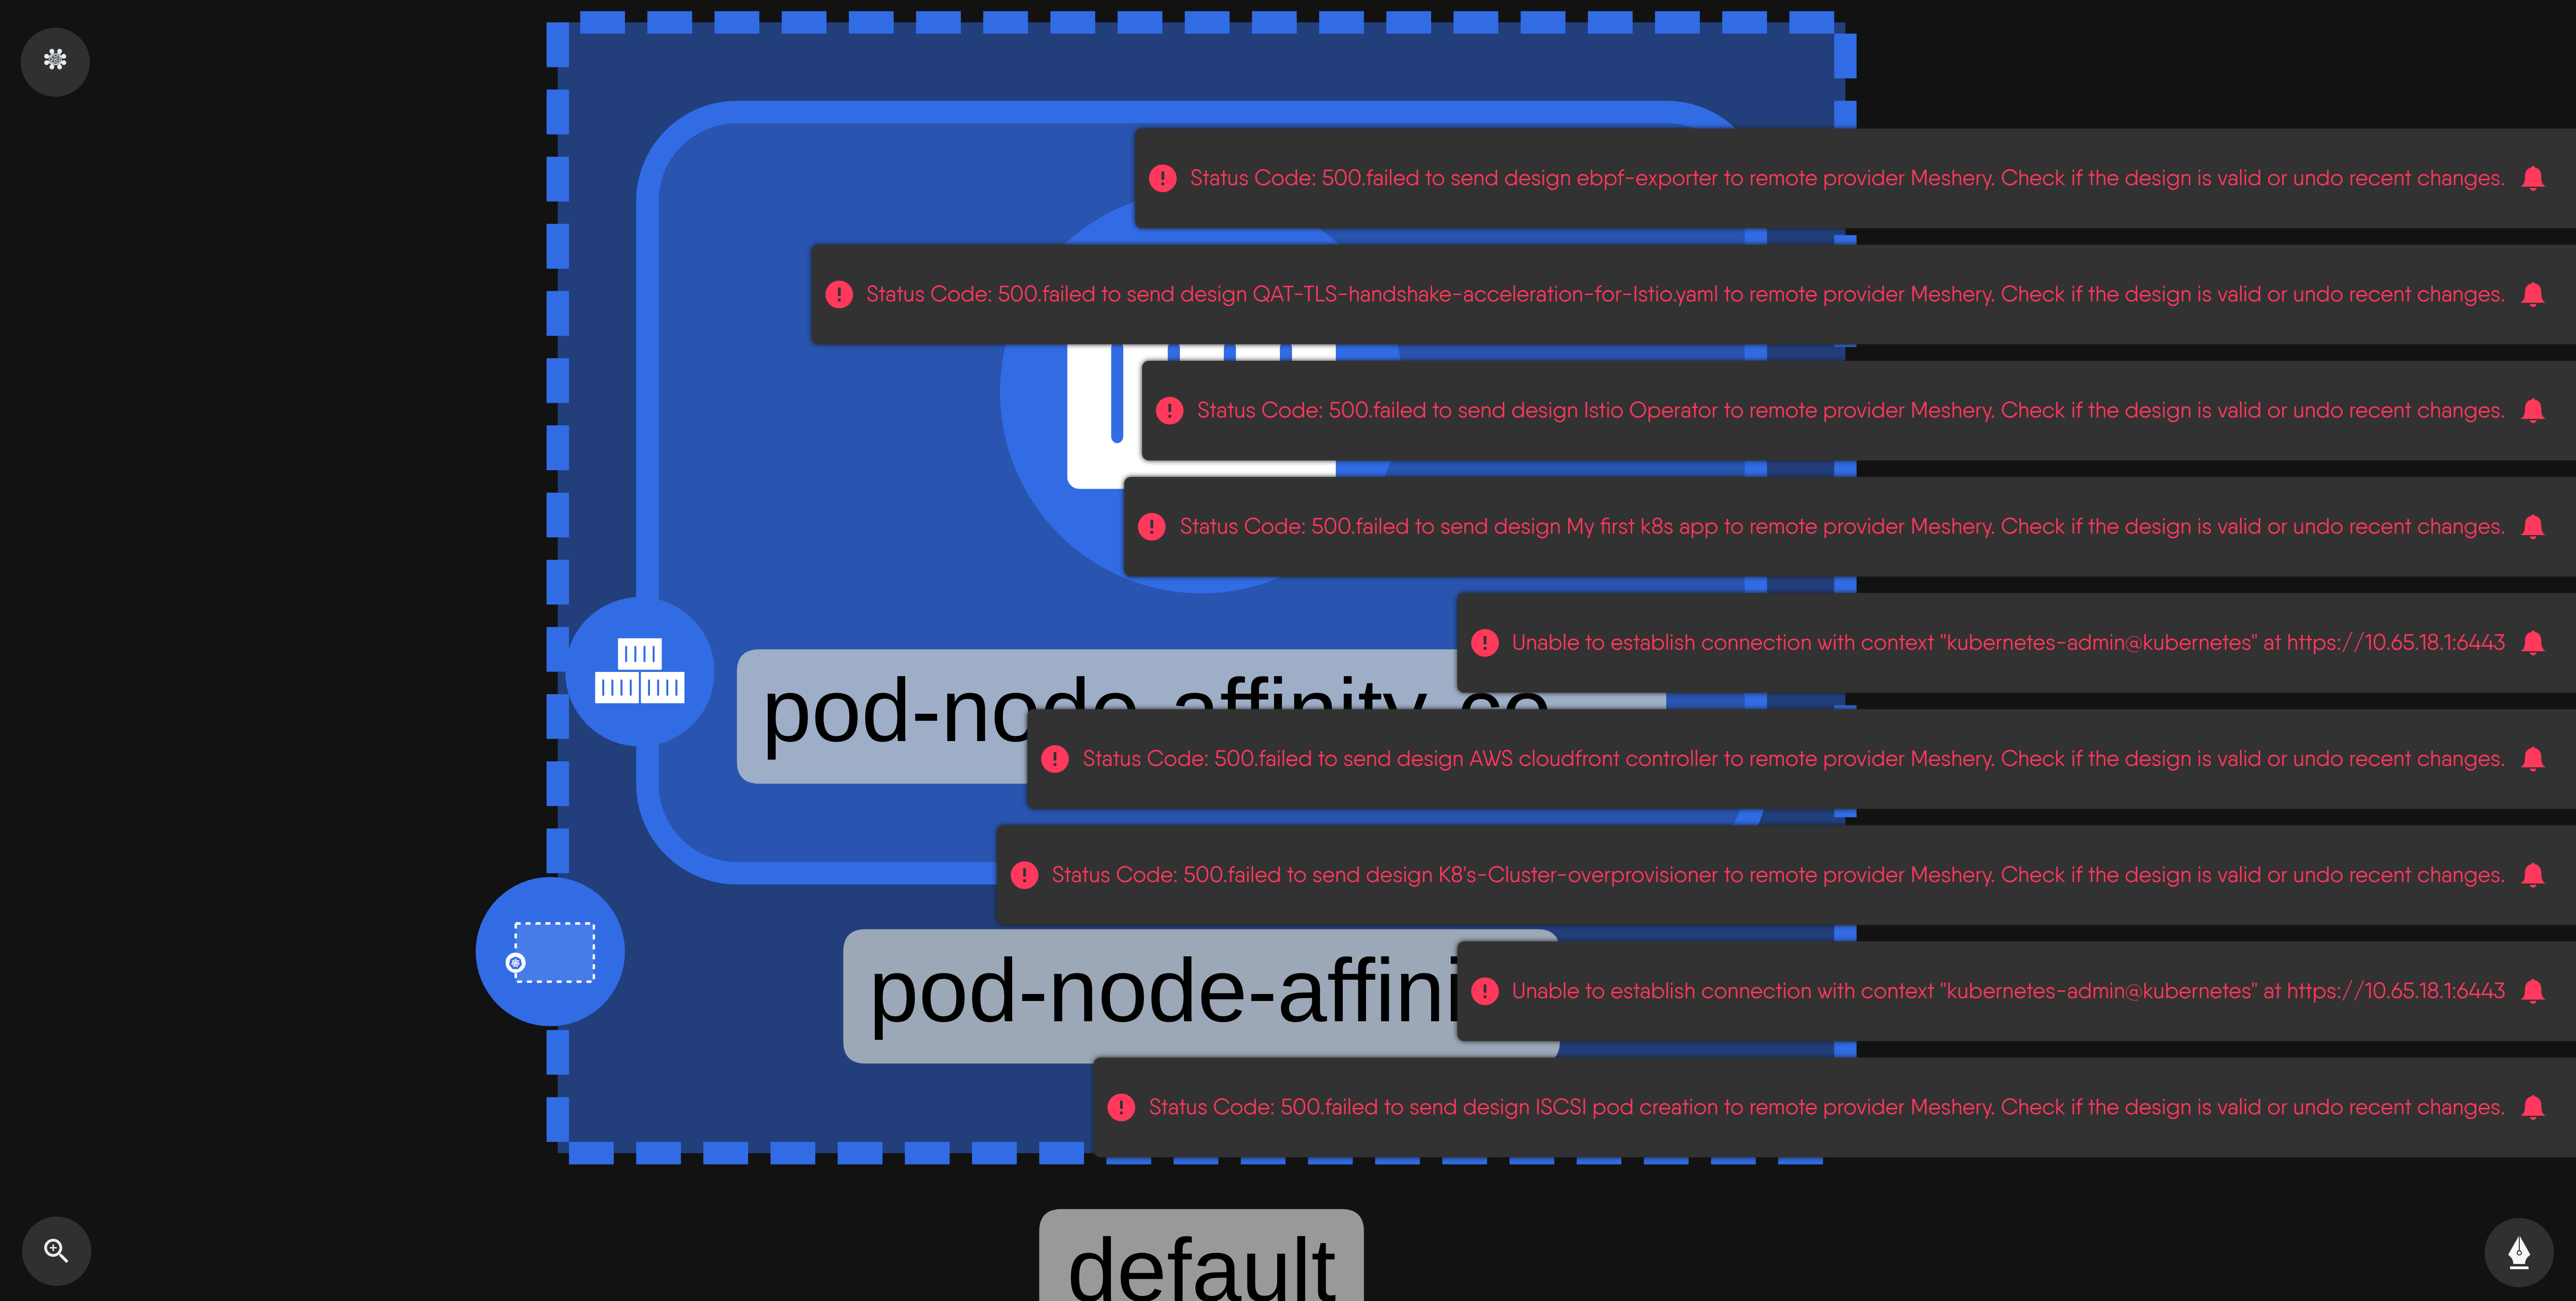 Status Code: 500.failed to send design ebpf-exporter to remote provider Meshery. Check if the design is valid or undo recent changes.
Status Code: 500.failed to send design QAT-TLS-handshake-acceleration-for-Istio.yaml to remote provider Meshery. Check if the design is valid or undo recent changes.
Status Code: 500.failed to send design Istio Operator to remote provider Meshery. Check if the design is valid or undo recent changes.
Status Code: 500.failed to send design My first k8s app to remote provider Meshery. Check if the design is valid or undo recent changes.
Unable to establish connection with context "kubernetes-admin@kubernetes" at https://10.65.18.1:6443
pod-node-affinity-co
Status Code: 500.failed to send design AWS cloudfront controller to remote provider Meshery. Check if the design is valid or undo recent changes.
Status Code: 500.failed to send design K8's-Cluster-overprovisioner to remote provider Meshery. Check if the design is valid or undo recent changes.
pod-node-affini
Unable to establish connection with context "kubernetes-admin@kubernetes" at https://10.65.18.1:6443
Status Code: 500.failed to send design ISCSI pod creation to remote provider Meshery. Check if the design is valid or undo recent changes.
default